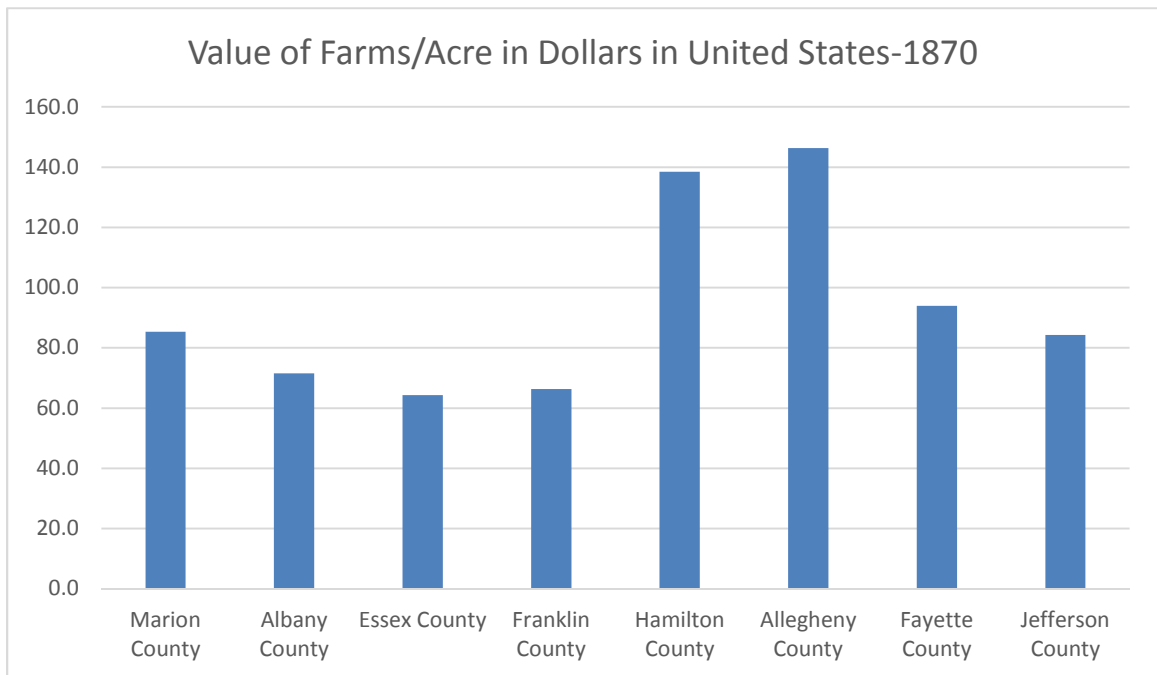 Value of Farms/Acre in Dollars in United States-1870
160.0
140.0
120.0
100.0
80.0
60.0
40.0
20.0
0.0
Marion County
Albany County
Essex County
Franklin County
Hamilton County
Allegheny County
Fayette County
Jefferson County